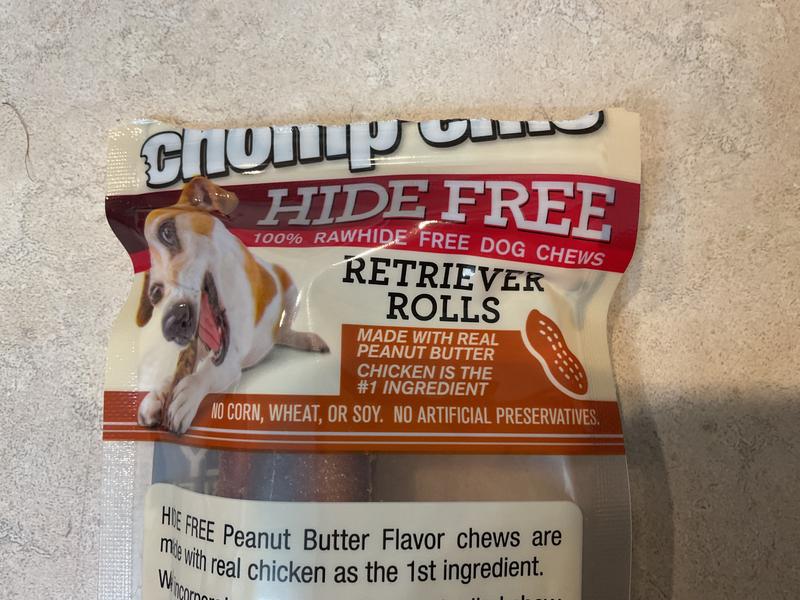 chomp'ems
HIDE FREE
100% RAWHIDE FREE DOG CHEWS
RETRIEVER
ROLLS
MADE WITH REAL
PEANUT BUTTER
CHICKEN IS THE
#1 INGREDIENT
NO CORN, WHEAT, OR SOY. NO ARTIFICIAL PRESERVATIVES.
HIDE FREE Peanut Butter Flavor chews are
made with real chicken as the 1st ingredient.
We